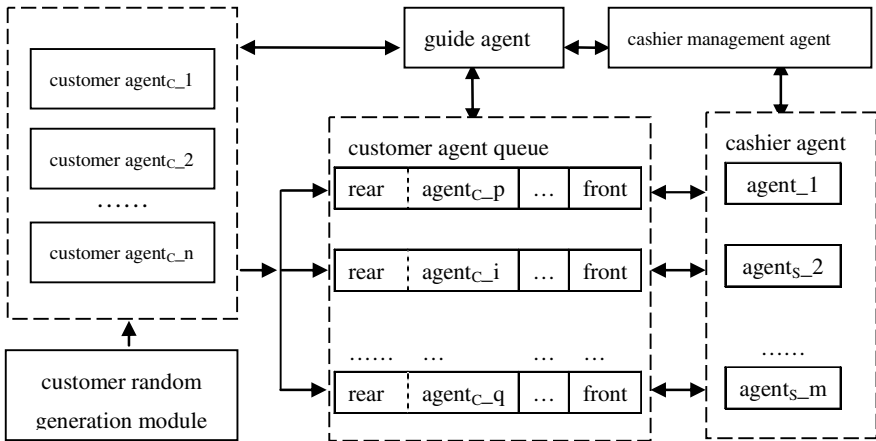 guide agent
cashier management agent
customer agentC_1
customer agentC_2
……
customer agentC_n
customer random
generation module
customer agent queue
rear agentC_p … front
rear agentC_i … front
…… … … …
rear agentC_q … front
cashier agent
agent_1
agentS_2
……
agentS_m